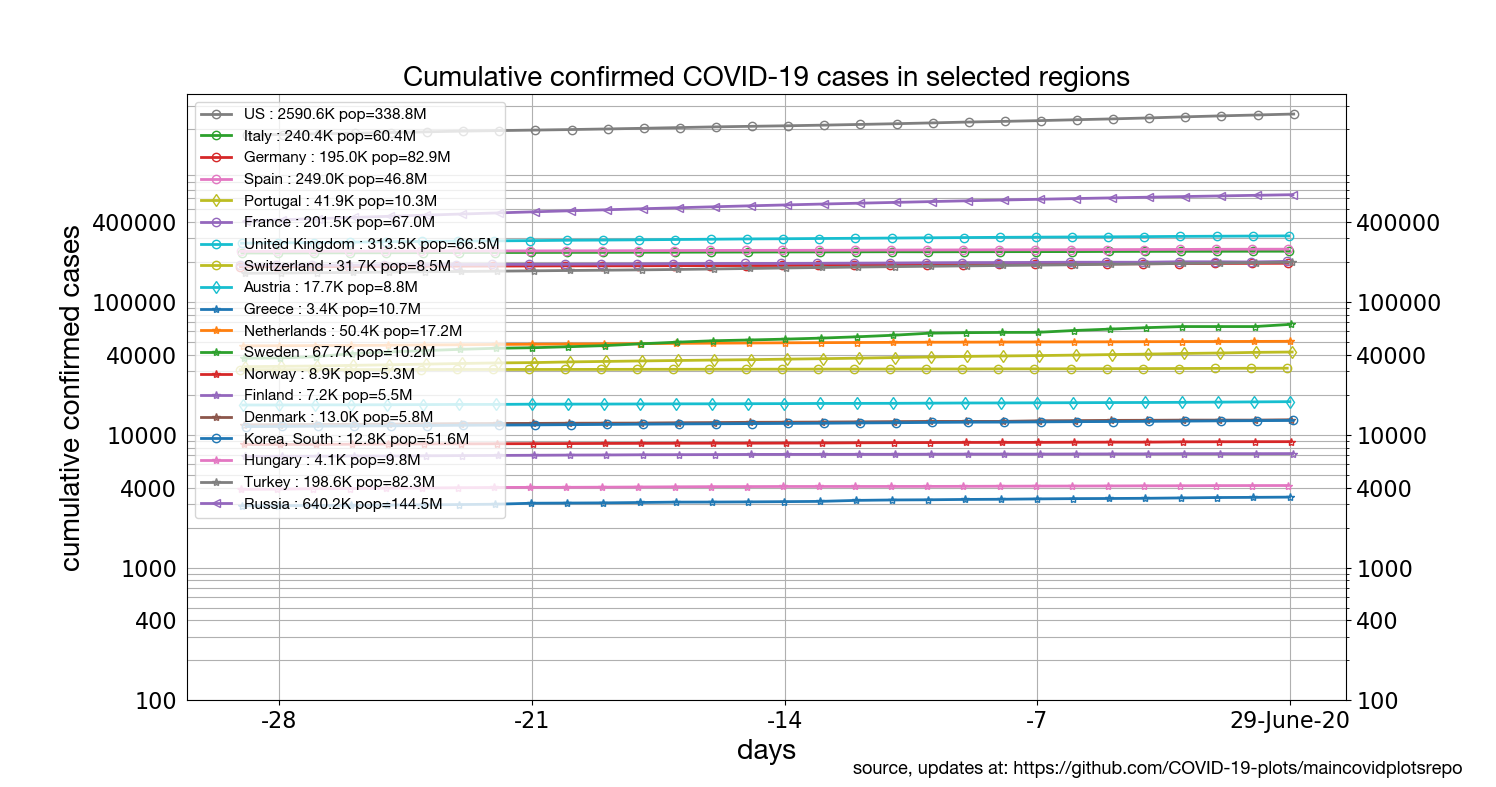 Cumulative confirmed COVID-19 cases in selected regions
US : 2590.6K pop=338.8M
Italy : 240.4K pop=60.4M
Germany : 195.0K pop=82.9M
Spain : 249.0K pop=46.8M
Portugal : 41.9K pop=10.3M
France : 201.5K pop=67.0M
United Kingdom : 313.5K pop=66.5M
Switzerland : 31.7K pop=8.5M
Austria : 17.7K pop=8.8M
Greece : 3.4K pop=10.7M
Netherlands : 50.4K pop=17.2M
Sweden : 67.7K pop=10.2M
Norway : 8.9K pop=5.3M
Finland : 7.2K pop=5.5M
Denmark : 13.0K pop=5.8M
Korea, South : 12.8K pop=51.6M
Hungary : 4.1K pop=9.8M
Turkey : 198.6K pop=82.3M
Russia : 640.2K pop=144.5M
cumulative confirmed cases
400000
100000
40000
10000
4000
1000
400
100
400000
100000
40000
10000
4000
1000
400
100
-28 -21 -14 -7 29-June-20
days
source, updates at: https://github.com/COVID-19-plots/maincovidplotsrepo